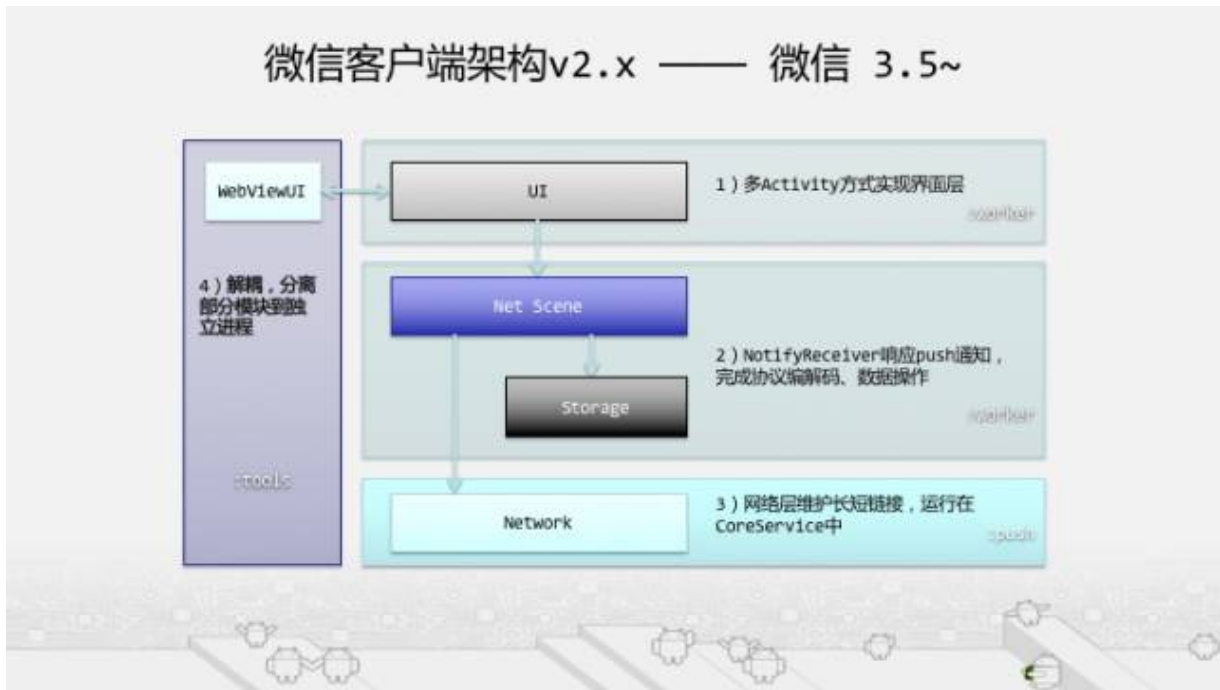 微信客户端架构v2.x —— 微信 3.5~
WebViewUI
UI
1）多Activity方式实现界面层
:worker
4）解耦，分离
部分模块到独
立进程
Net Scene
2）NotifyReceiver响应push通知，
完成协议编解码、数据操作
Storage
:worker
:tools
Network
3）网络层维护长短链接，运行在
CoreService中
:push